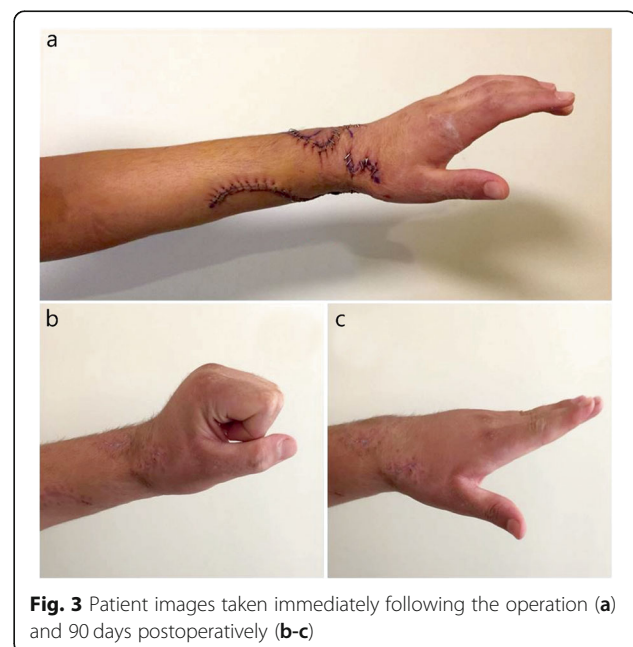 a
b
c
Fig. 3 Patient images taken immediately following the operation (a)
and 90 days postoperatively (b-c)